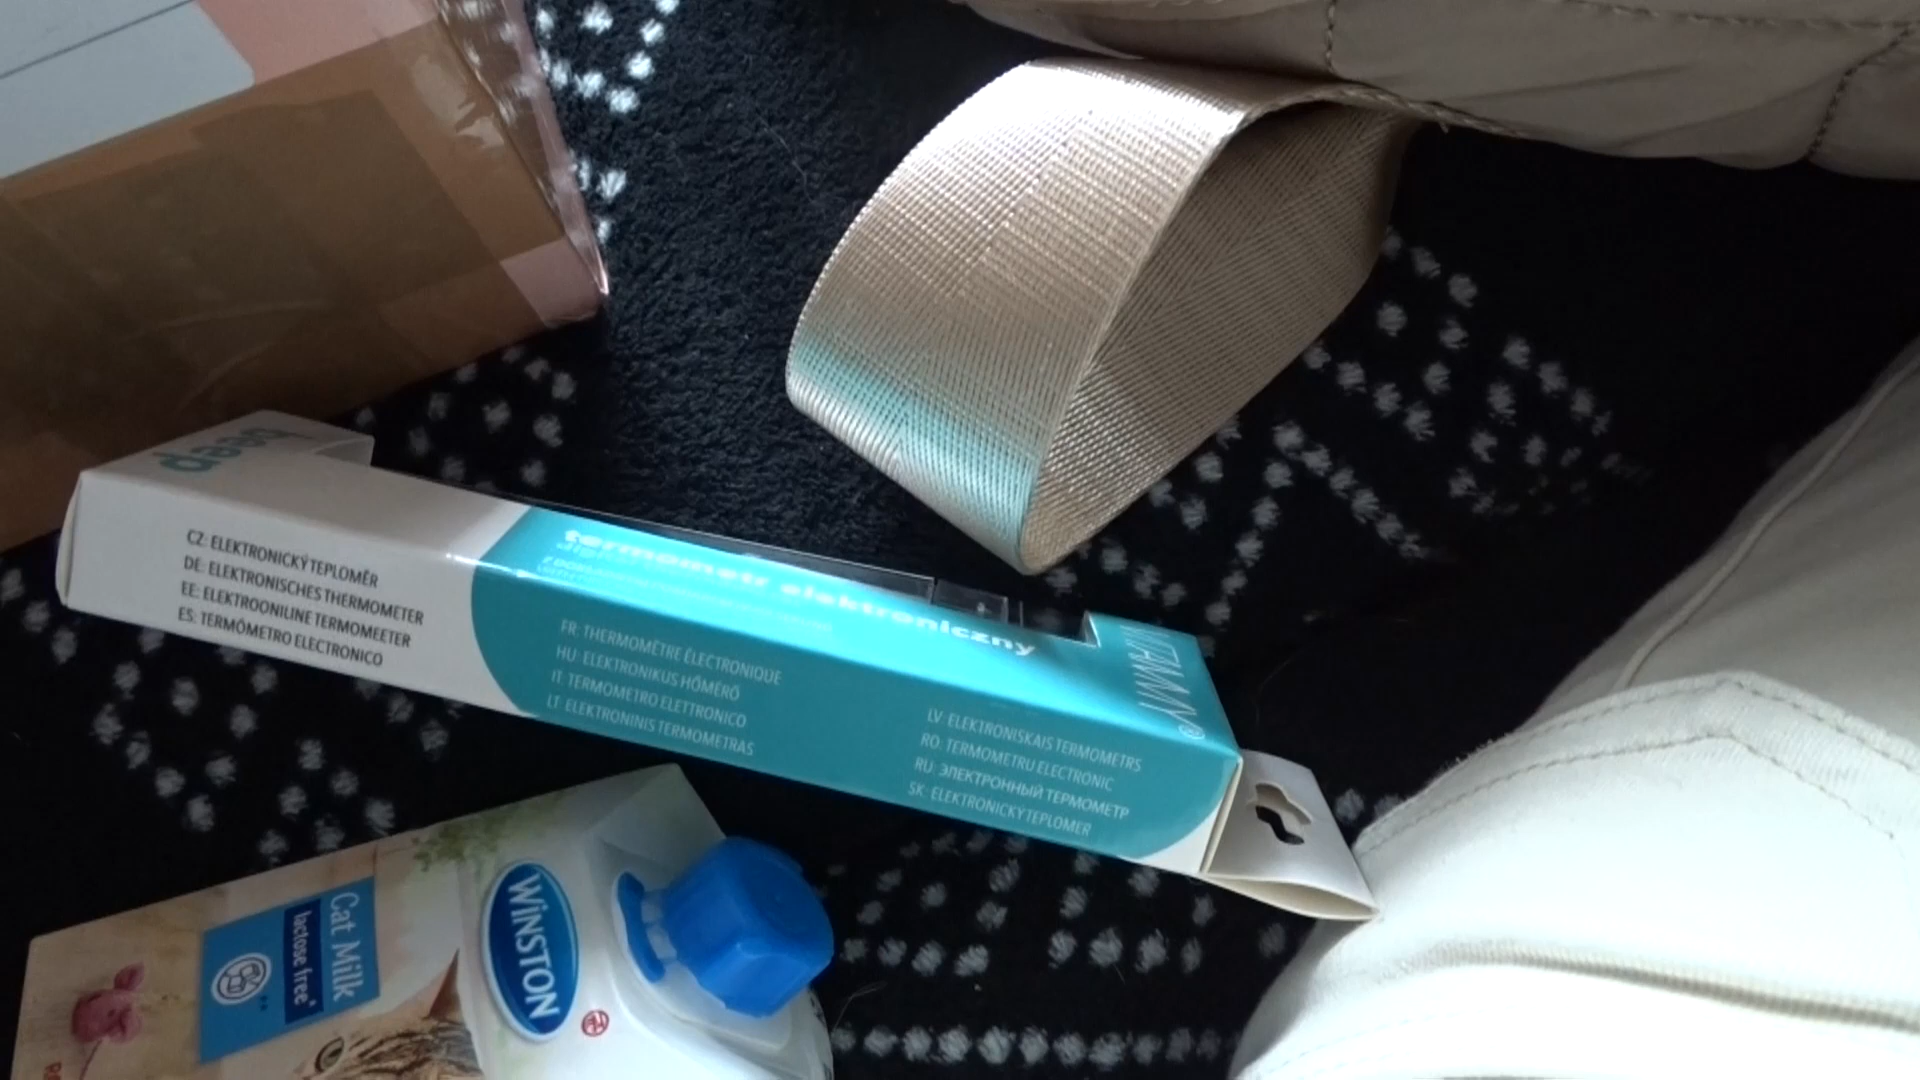 beep
CZ: ELEKTRONICKÝ TEPLOMĚR
DE: ELEKTRONISCHES THERMOMETER
EE: ELEKTROONILINE TERMOMEETER
ES: TERMÓMETRO ELECTRONICO
termometr elektroniczny
FR: THERMOMÈTRE ÉLECTRONIQUE
HU: ELEKTRONIKUS HŐMÉRŐ
IT: TERMOMETRO ELETTRONICO
LT: ELEKTRONINIS TERMOMETRAS
LV: ELEKTRONISKAIS TERMOMETRS
RO: TERMOMETRU ELECTRONIC
RU: ЭЛЕКТРОННЫЙ ТЕРМОМЕТР
SK: ELEKTRONICKÝ TEPLOMER
WINSTON
Cat Milk
lactose free*